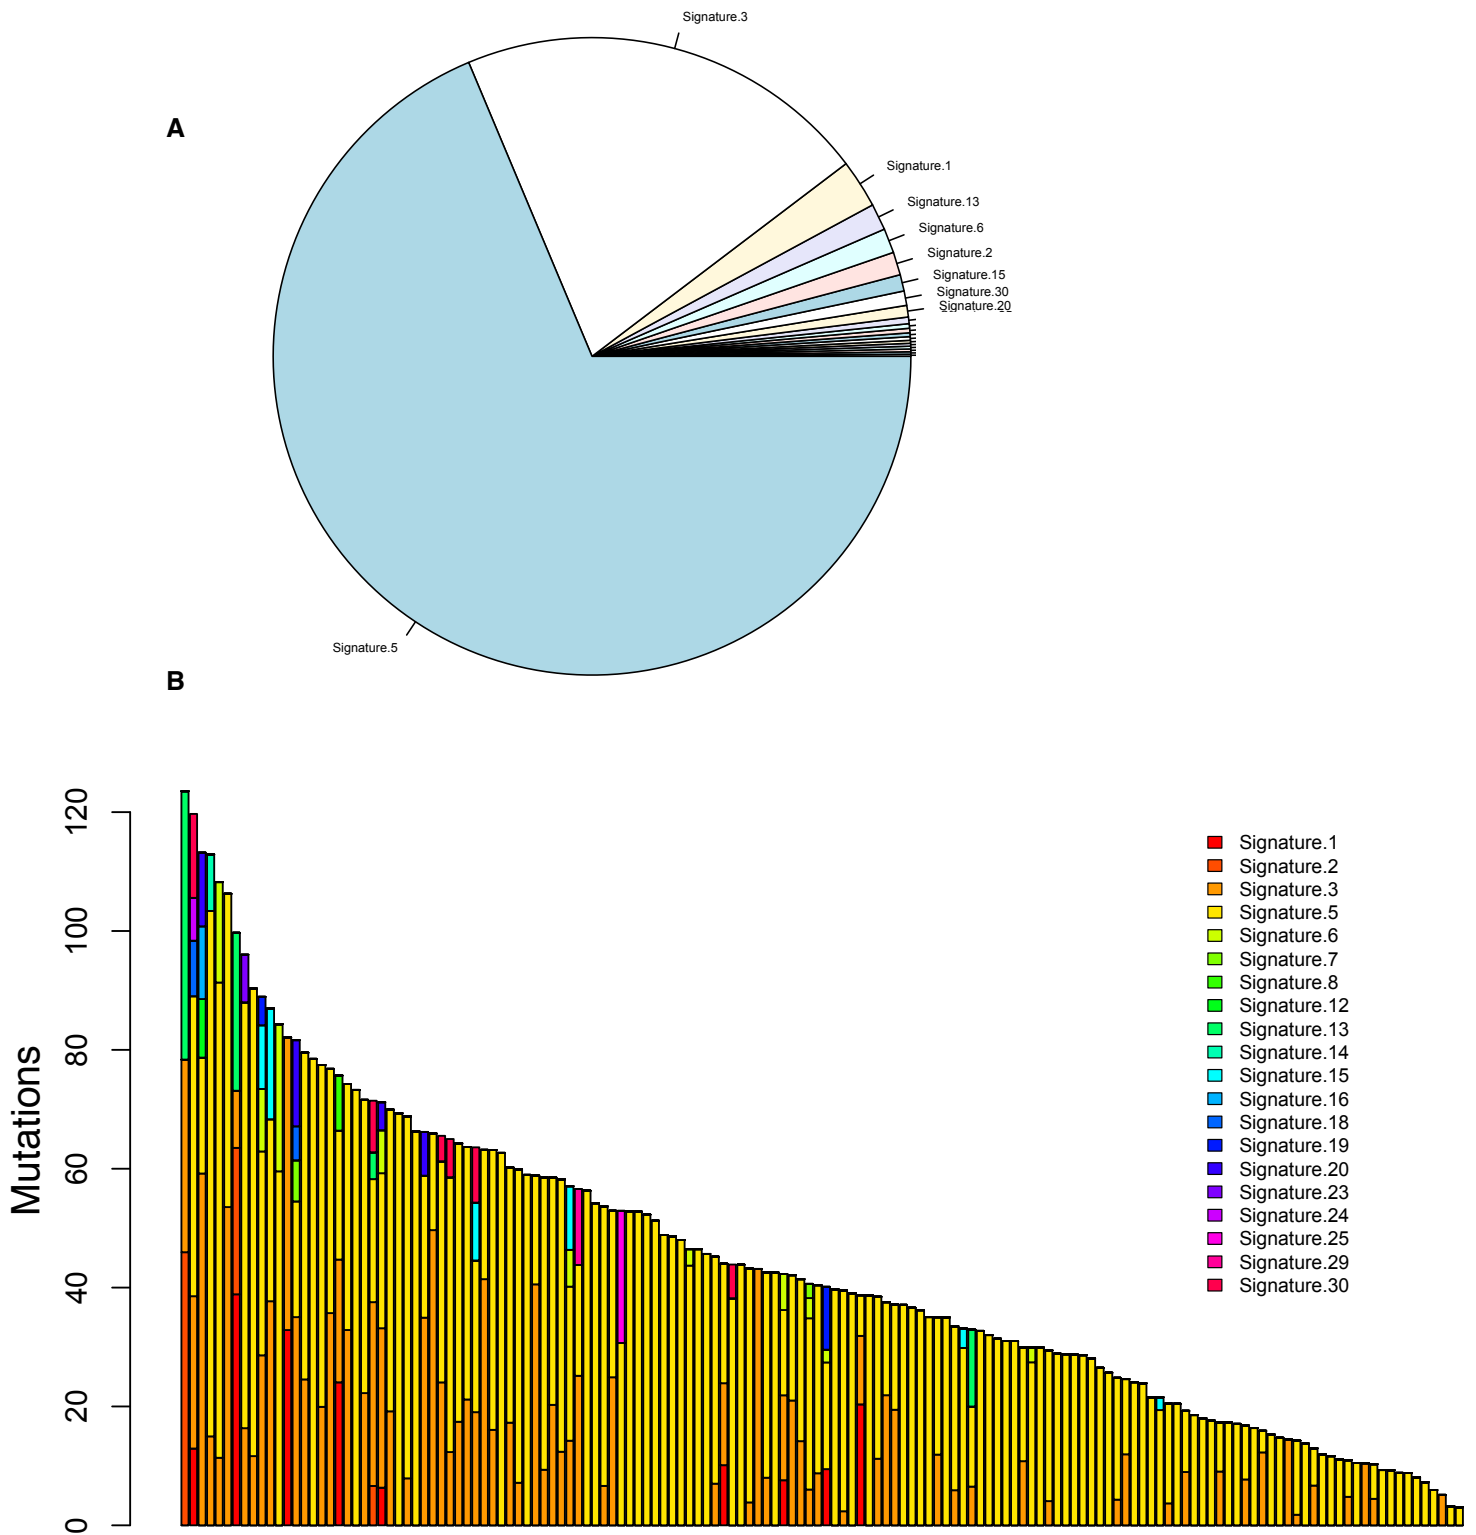 Signature.3
A
Signature.1
Signature.13
Signature.6
Signature.2
Signature.15
Signature.30
Signature.20
Signature.5
B
Mutations
120
100
80
60
40
20
0
Signature.1
Signature.2
Signature.3
Signature.5
Signature.6
Signature.7
Signature.8
Signature.12
Signature.13
Signature.14
Signature.15
Signature.16
Signature.18
Signature.19
Signature.20
Signature.23
Signature.24
Signature.25
Signature.29
Signature.30